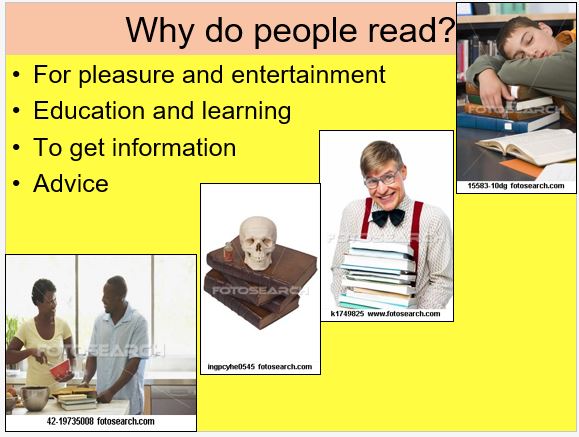 Why do people read?
• For pleasure and entertainment
• Education and learning
• To get information
• Advice
FOTOSEARCH
15583-10dg fotosearch.com
FOTOSEARCH
k1749825 www.fotosearch.com
FOTOSEARCH
ingpcyhe0545 fotosearch.com
FOTOSEARCH
42-19735008 fotosearch.com